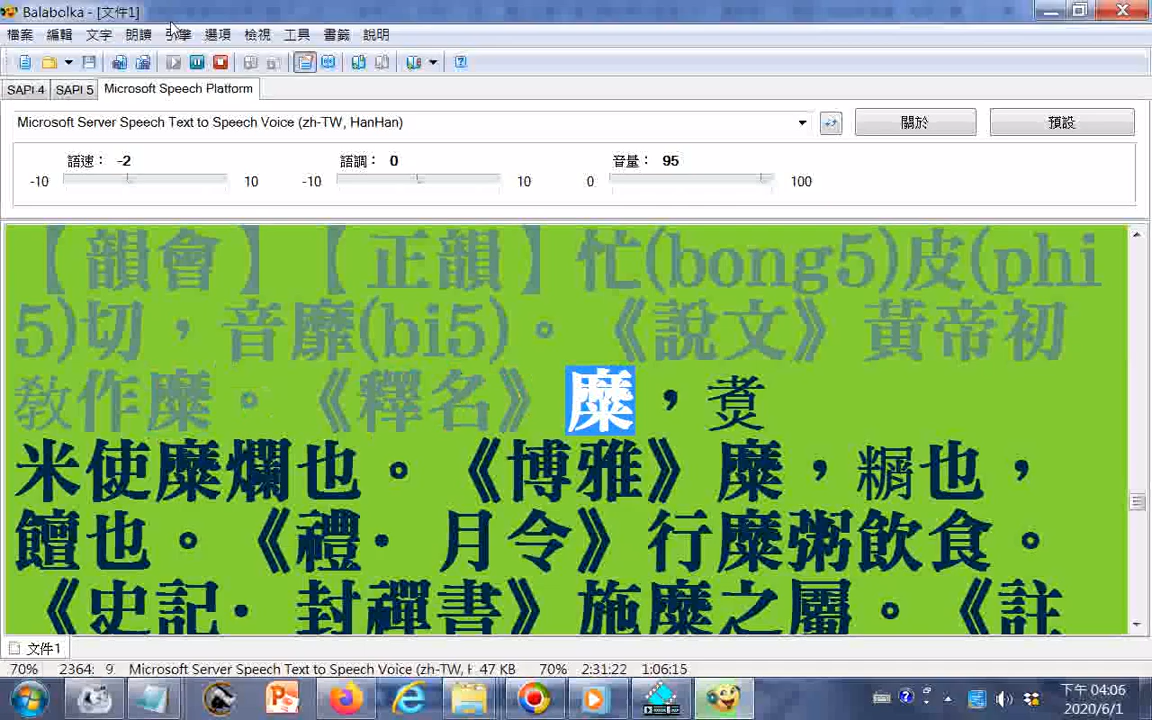 Balabolka - [文件1]
檔案 編輯 文字 朗讀 引擎 選項 檢視 工具 書籤 說明
SAPI 4 SAPI 5 Microsoft Speech Platform
Microsoft Server Speech Text to Speech Voice (zh-TW, HanHan) 關於 預設
語速： -2 語調： 0 音量： 95
-10 10 -10 10 0 100
【韻會】【正韻】忙(bong5)皮(phi
5)切，音靡(bi5)。《說文》黃帝初
敎作糜。《釋名》糜，煑
米使糜爛也。《博雅》糜，糏也，
饘也。《禮·月令》行糜粥飲食。
《史記·封禪書》施糜之屬。《註
文件1
70% 2364: 9 Microsoft Server Speech Text to Speech Voice (zh-TW, H 47 KB 70% 2:31:22 1:06:15
下午 04:06
2020/6/1